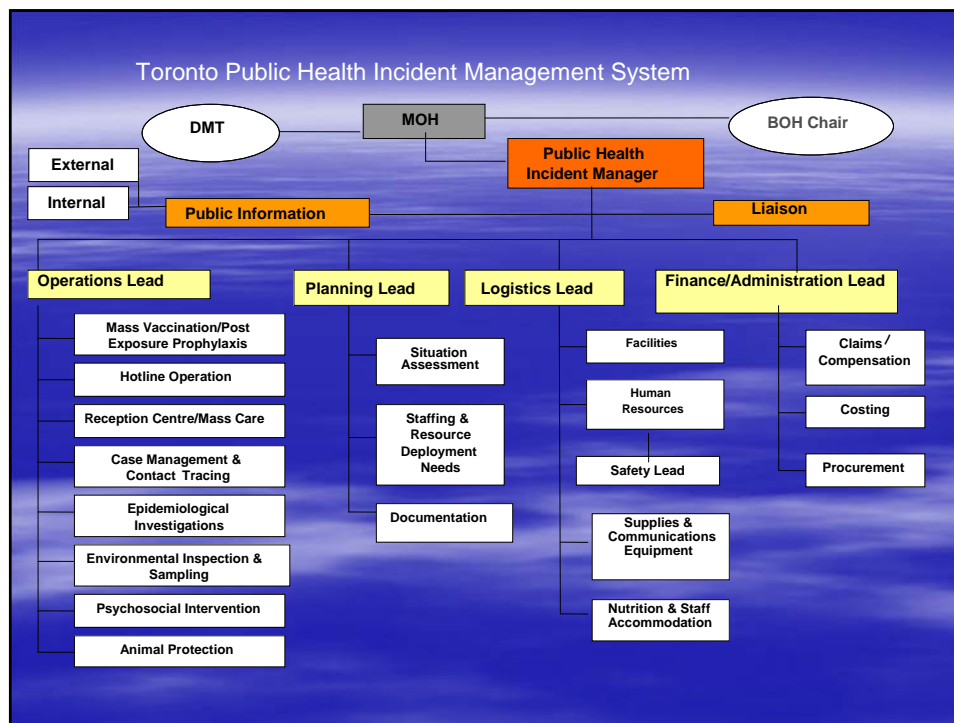 Toronto Public Health Incident Management System
DMT
MOH
BOH Chair
Public Health
Incident Manager
External
Internal
Public Information
Liaison
Operations Lead
Mass Vaccination/Post
Exposure Prophylaxis
Hotline Operation
Reception Centre/Mass Care
Case Management &
Contact Tracing
Epidemiological
Investigations
Environmental Inspection &
Sampling
Psychosocial Intervention
Animal Protection
Planning Lead
Situation
Assessment
Staffing &
Resource
Deployment
Needs
Documentation
Logistics Lead
Facilities
Human
Resources
Safety Lead
Supplies &
Communications
Equipment
Nutrition & Staff
Accommodation
Finance/Administration Lead
Claims/
Compensation
Costing
Procurement